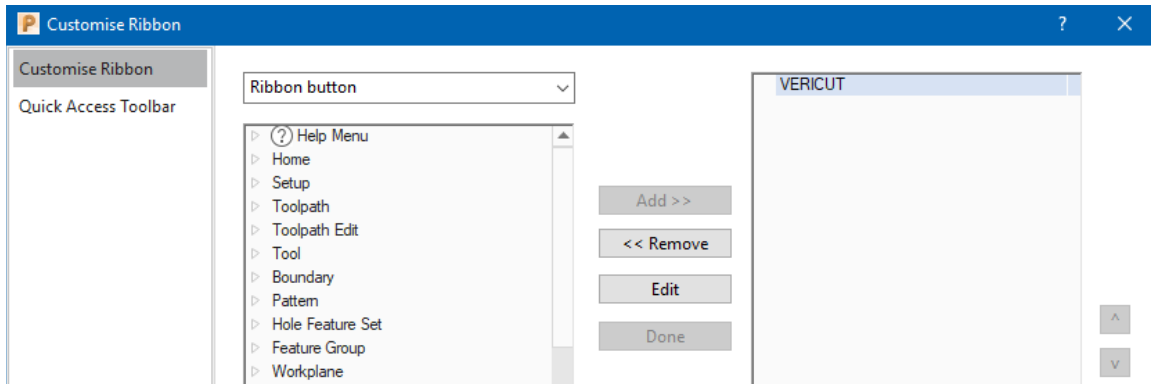 Customise Ribbon
Customise Ribbon
Quick Access Toolbar
Ribbon button
Help Menu
Home
Setup
Toolpath
Toolpath Edit
Tool
Boundary
Pattern
Hole Feature Set
Feature Group
Workplane
Add >>
<< Remove
Edit
Done
VERICUT